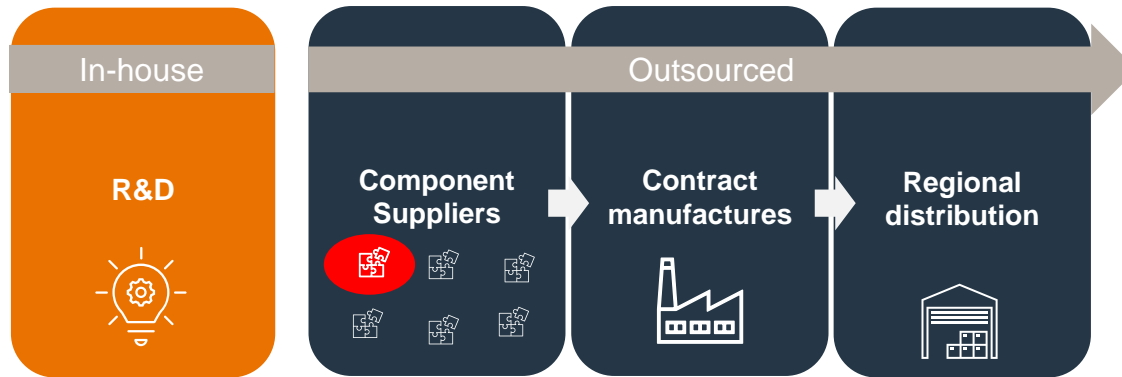 In-house
Outsourced
R&D
Component
Suppliers
Contract
manufactures
Regional
distribution